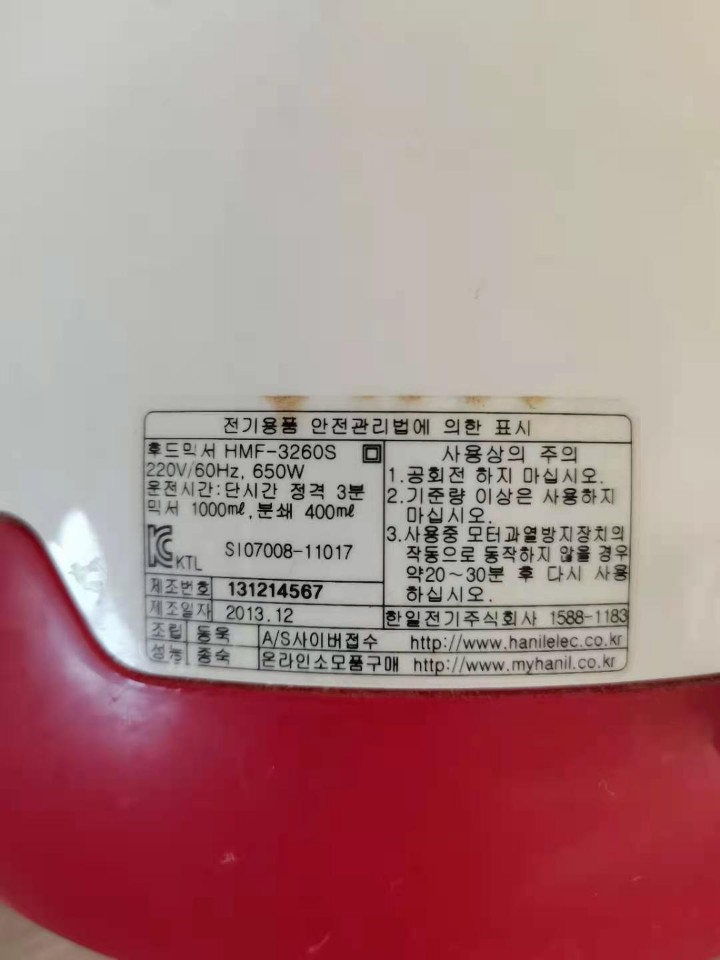 전기용품 안전관리법에 의한 표시
후드믹서 HMF-3260S
220V/60Hz, 650W
운전시간:단시간 정격 3분
믹서 1000㎖,분쇄 400㎖
KC KTL SI07008-11017
제조번호 131214567
제조일자 2013.12
조립 동욱
성능 종숙
사용상의 주의
1.공회전 하지 마십시오.
2.기준량 이상은 사용하지
마십시오.
3.사용중 모터과열방지장치의
작동으로 동작하지 않을 경우
약20~30분 후 다시 사용
하십시오.
한일전기주식회사 1588-1183
A/S사이버접수 http://www.hanilelec.co.kr
온라인소모품구매 http://www.myhanil.co.kr